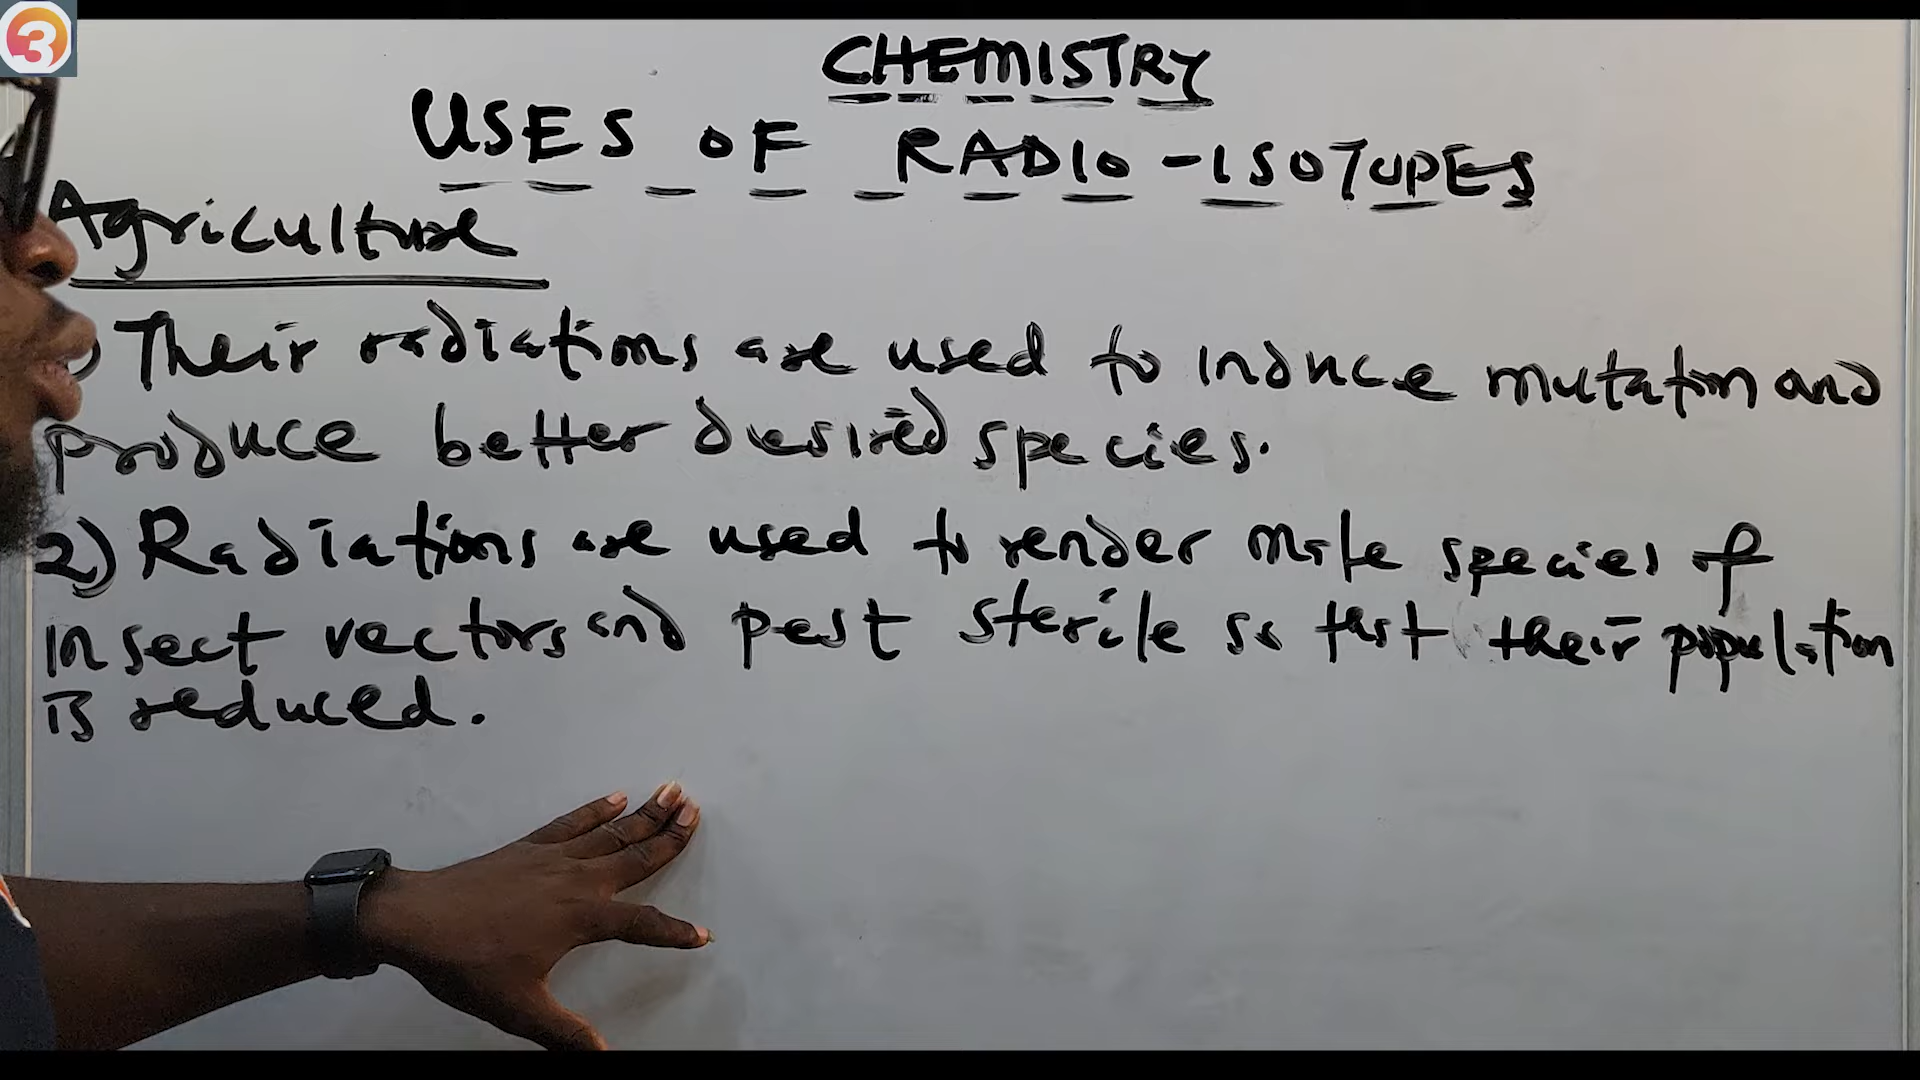 3
CHEMISTRY
USES OF RADIO-ISOTOPES
Agriculture
) Their radiations are used to induce mutation and
produce better desired species.
2) Radiations are used to render male species of
insect vectors and pest sterile so that their population
is reduced.